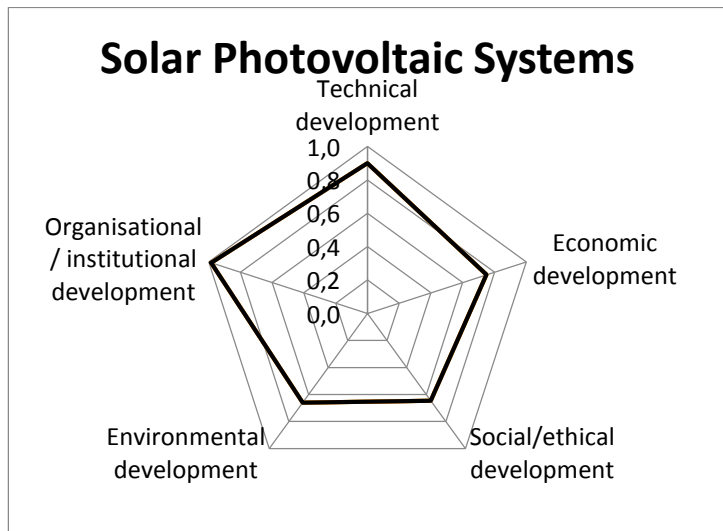 Solar Photovoltaic Systems
Technical
development
1,0
0,8
0,6
0,4
0,2
0,0
Economic
development
Social/ethical
development
Environmental
development
Organisational
/ institutional
development